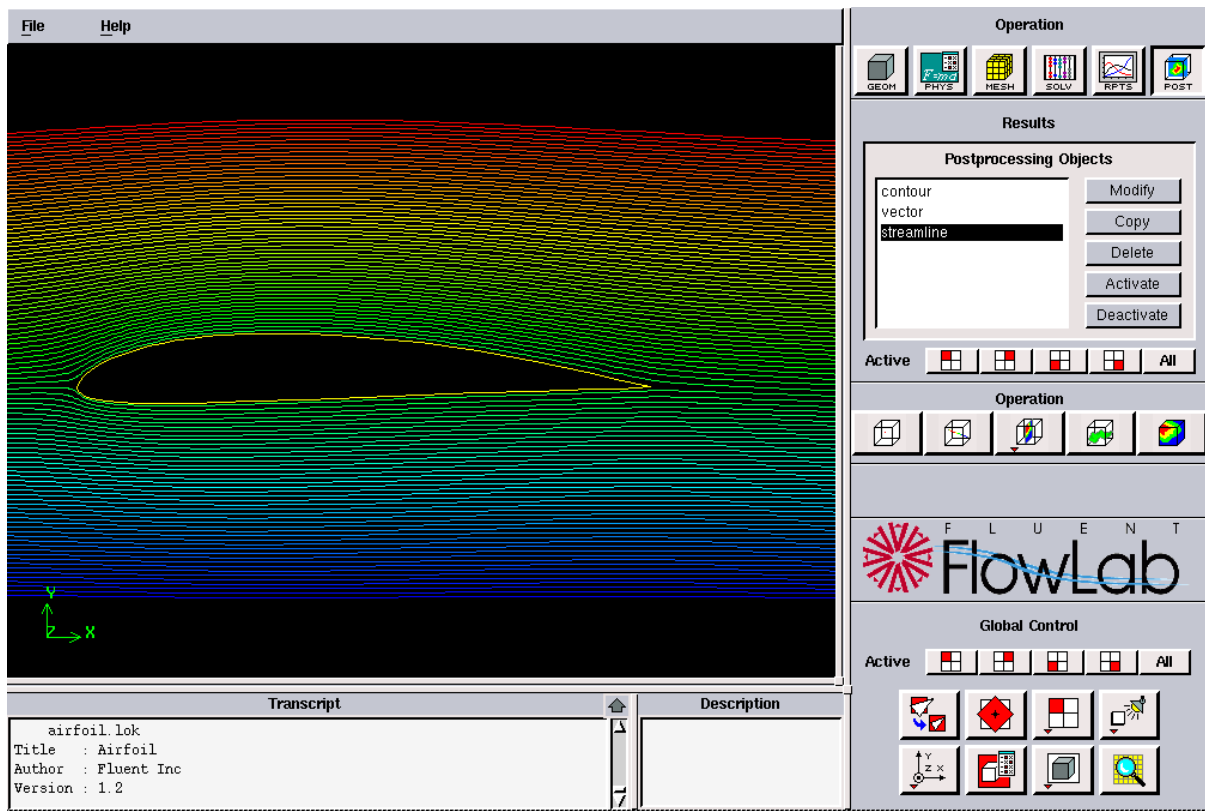 File Help
Operation
GEOM PHYS MESH SOLV RPTS POST
F=ma
Results
Postprocessing Objects
contour
vector
streamline
Modify
Copy
Delete
Activate
Deactivate
Active All
Operation
FLUENT
FlowLab
Global Control
Active All
Y
Z X
Y
Z X
Transcript
airfoil.lok
Title : Airfoil
Author : Fluent Inc
Version : 1.2
Description